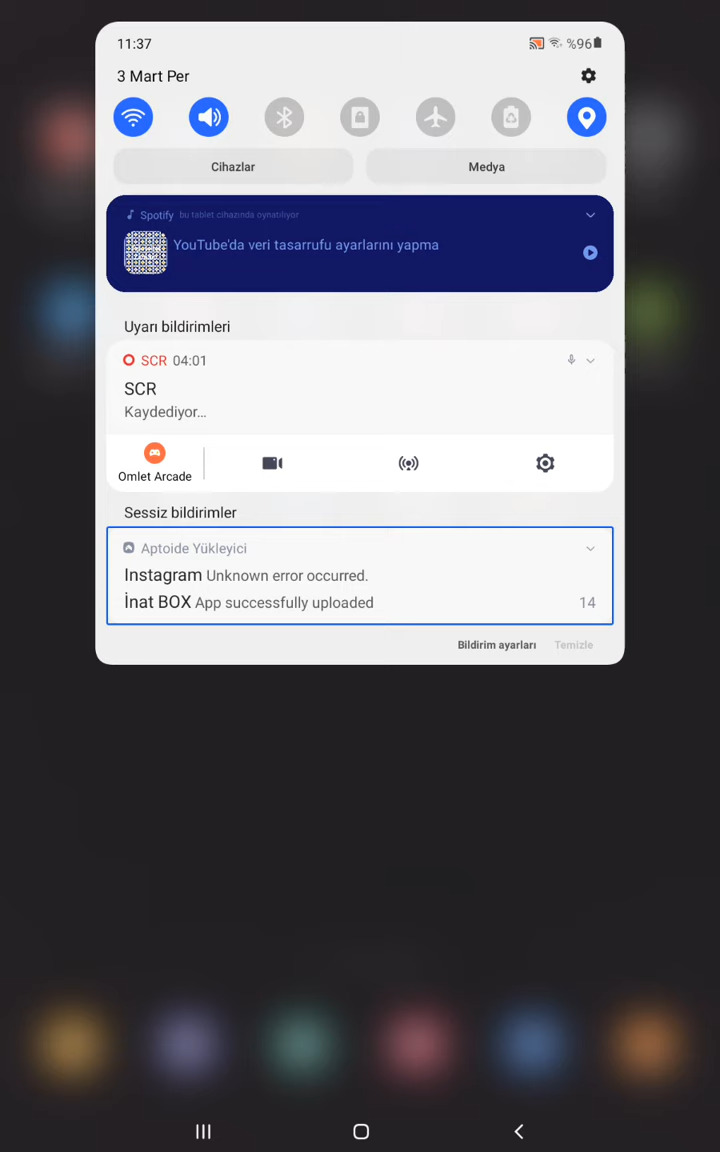 11:37
%96
3 Mart Per
Cihazlar
Medya
Spotify bu tablet cihazında oynatılıyor
YouTube'da veri tasarrufu ayarlarını yapma
Uyarı bildirimleri
SCR 04:01
SCR
Kaydediyor...
Omlet Arcade
Sessiz bildirimler
Aptoide Yükleyici
Instagram Unknown error occurred.
İnat BOX App successfully uploaded 14
Bildirim ayarları Temizle